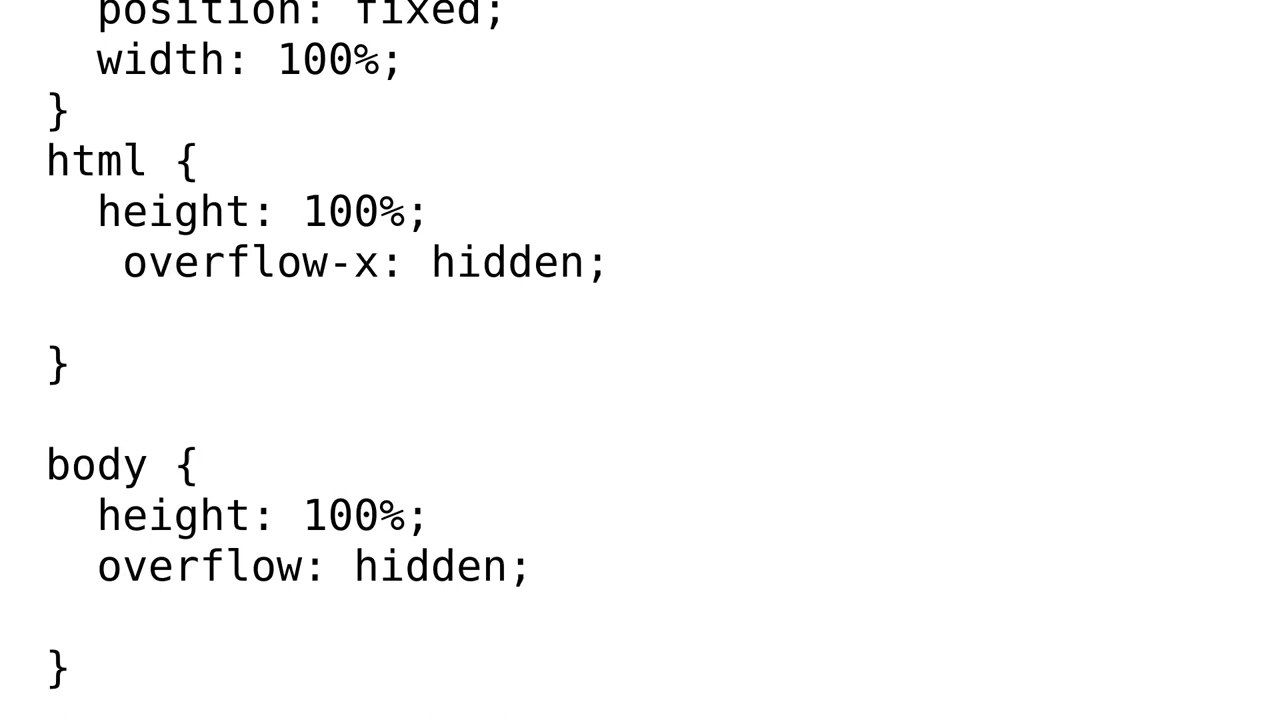 position: fixed;
  width: 100%;
}
html {
  height: 100%;
   overflow-x: hidden;

}

body {
  height: 100%;
  overflow: hidden;

}